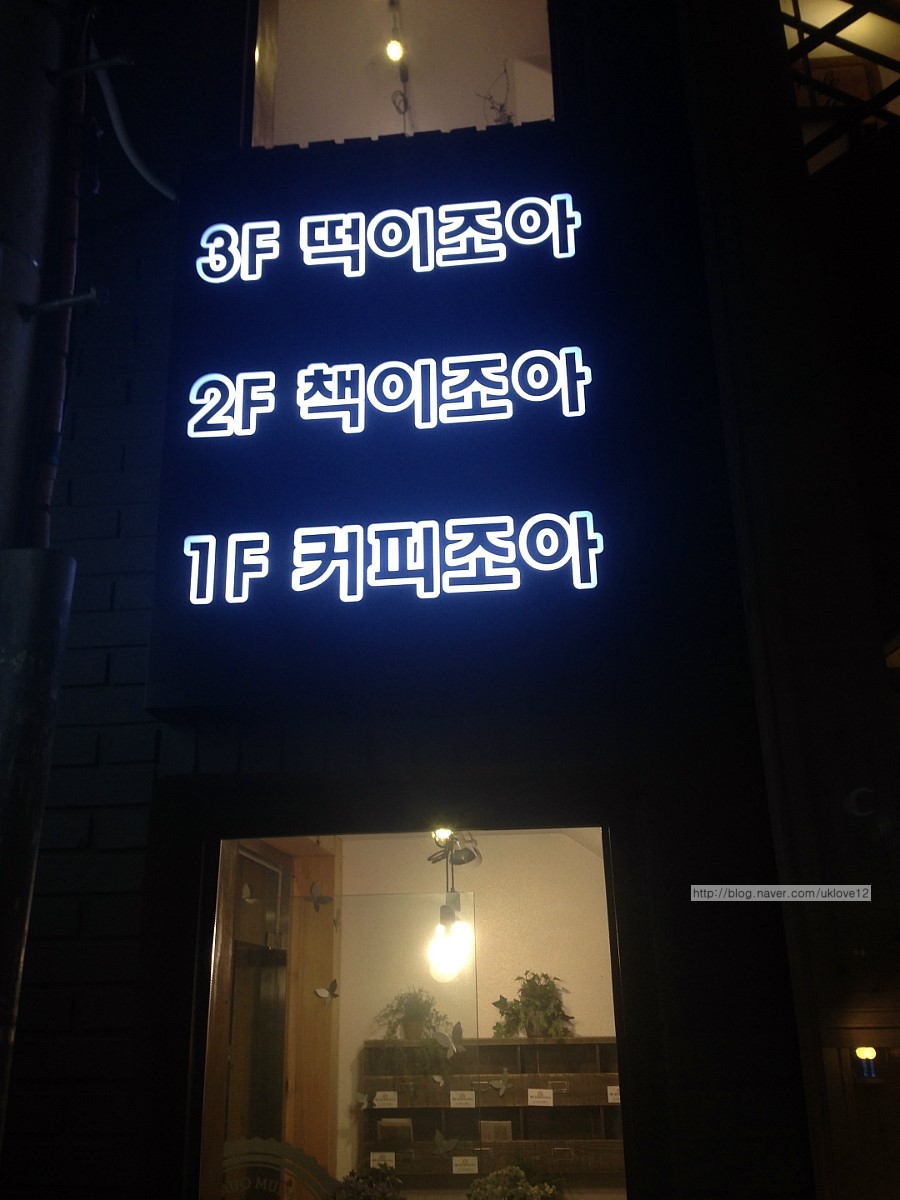 3F 떡이조아
2F 책이조아
1F 커피조아
http://blog.naver.com/uklove12